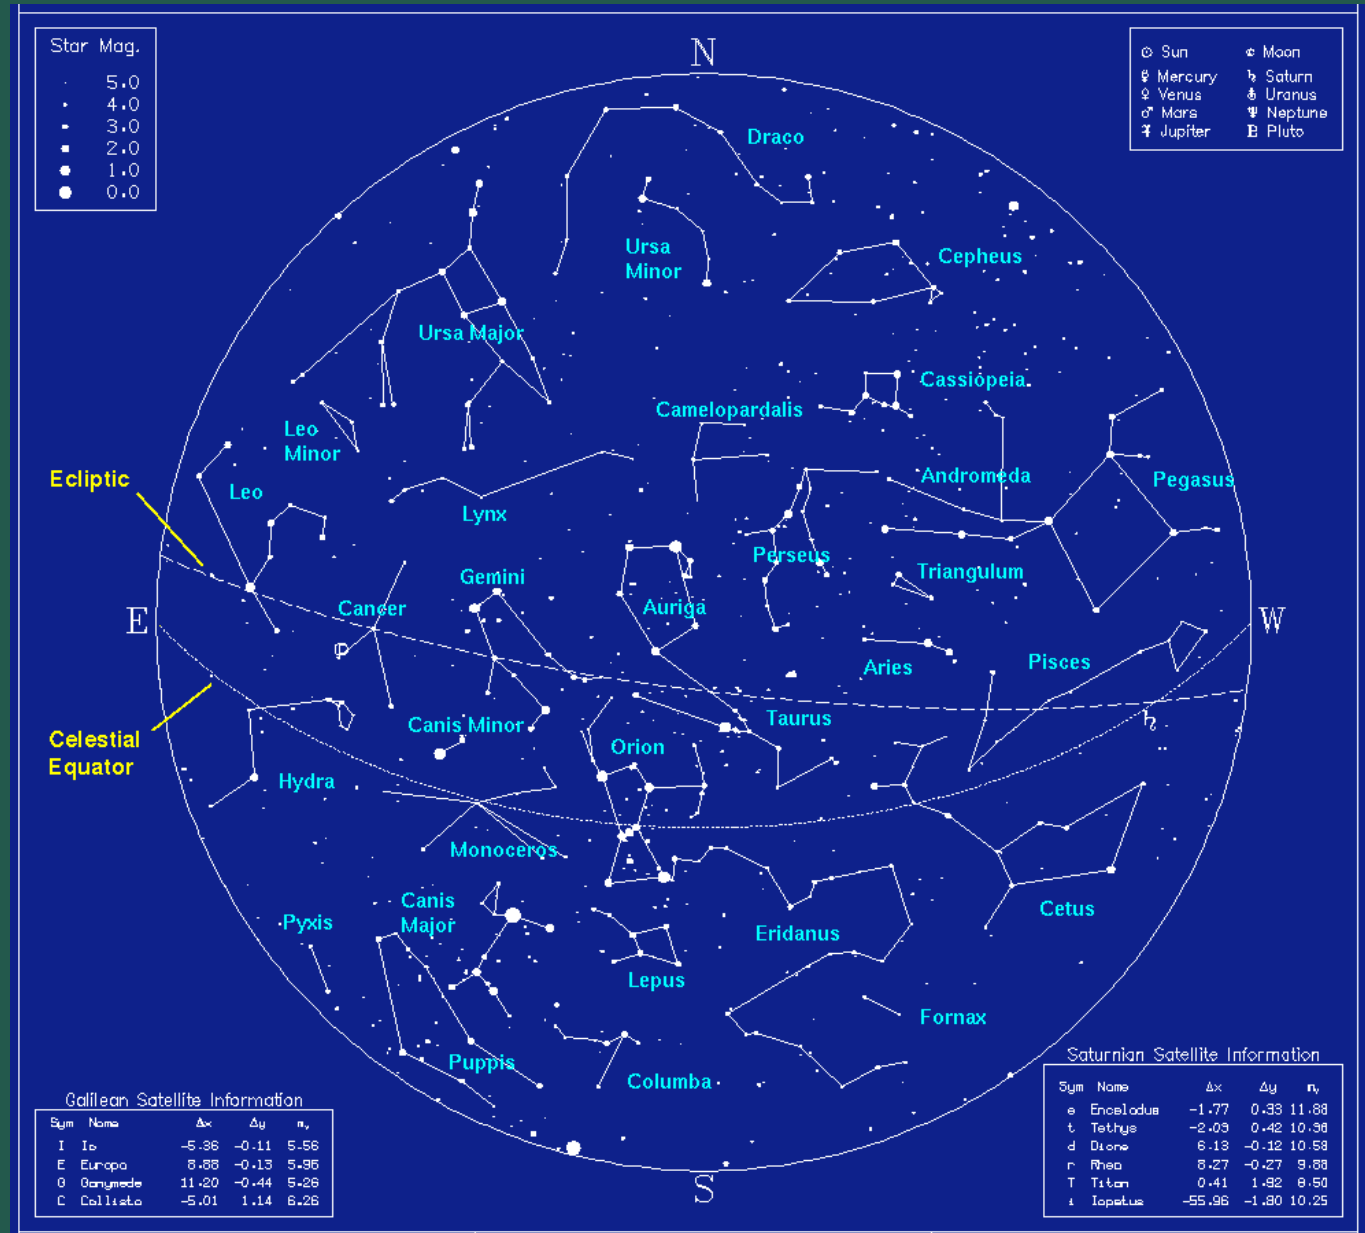 Star Mag.
5.0
4.0
3.0
2.0
1.0
0.0
N
Sun Moon
Mercury Saturn
Venus Uranus
Mars Neptune
Jupiter Pluto
Draco
Ursa
Minor
Cepheus
Ursa Major
Cassiopeia
Camelopardalis
Leo
Minor
Andromeda
Pegasus
Ecliptic
Leo
Lynx
Perseus
Triangulum
Gemini
Cancer
Auriga
E
W
Aries
Pisces
Canis Minor
Taurus
Orion
Celestial
Equator
Hydra
Monoceros
Canis
Major
Pyxis
Cetus
Eridanus
Lepus
Fornax
Puppis
Columba
S
Galilean Satellite Information
Sym Name Δx Δy mv
I Io -5.36 -0.11 5.56
E Europa 8.88 -0.13 5.96
G Ganymede 11.20 -0.44 5.26
C Callisto -5.01 1.14 6.26
Saturnian Satellite Information
Sym Name Δx Δy mv
e Enceladus -1.77 0.33 11.88
t Tethys -2.09 0.42 10.36
d Dione 6.13 -0.12 10.58
r Rhea 8.27 -0.27 9.88
T Titan 0.41 1.92 8.50
i Iapetus -55.96 -1.80 10.25